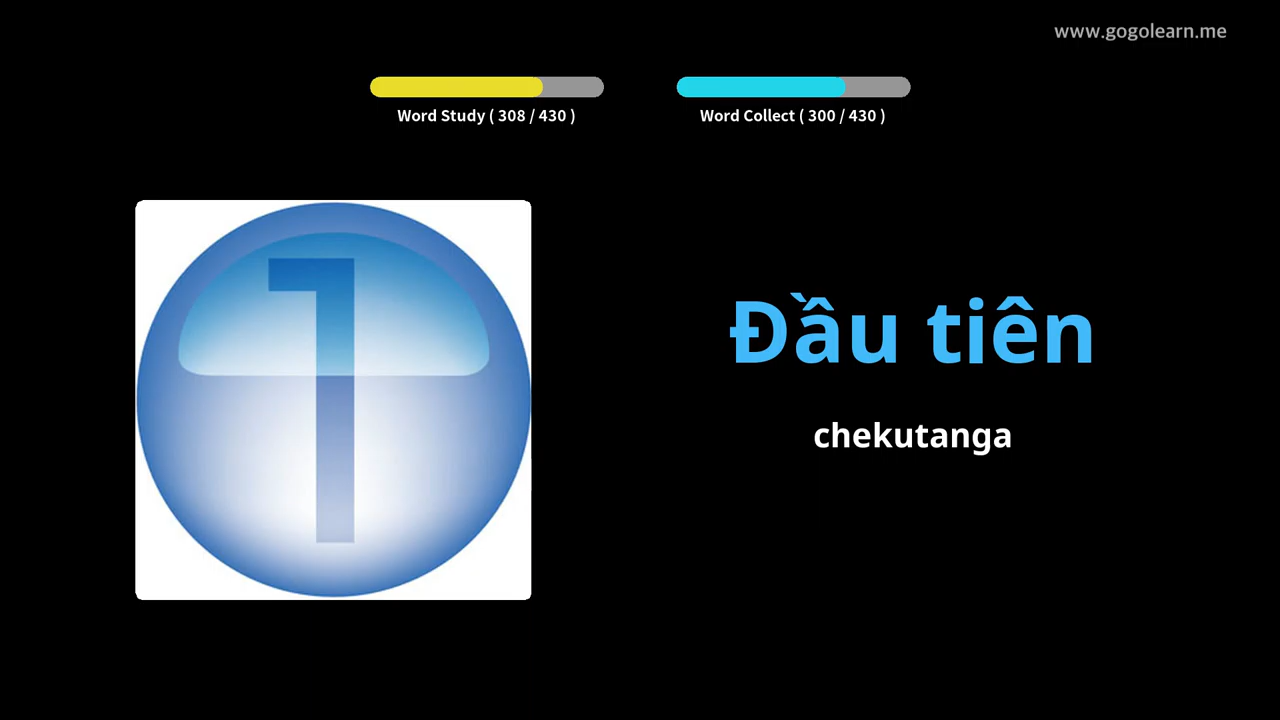 www.gogolearn.me
Word Study ( 308 / 430 )
Word Collect ( 300 / 430 )
1
Đầu tiên
chekutanga